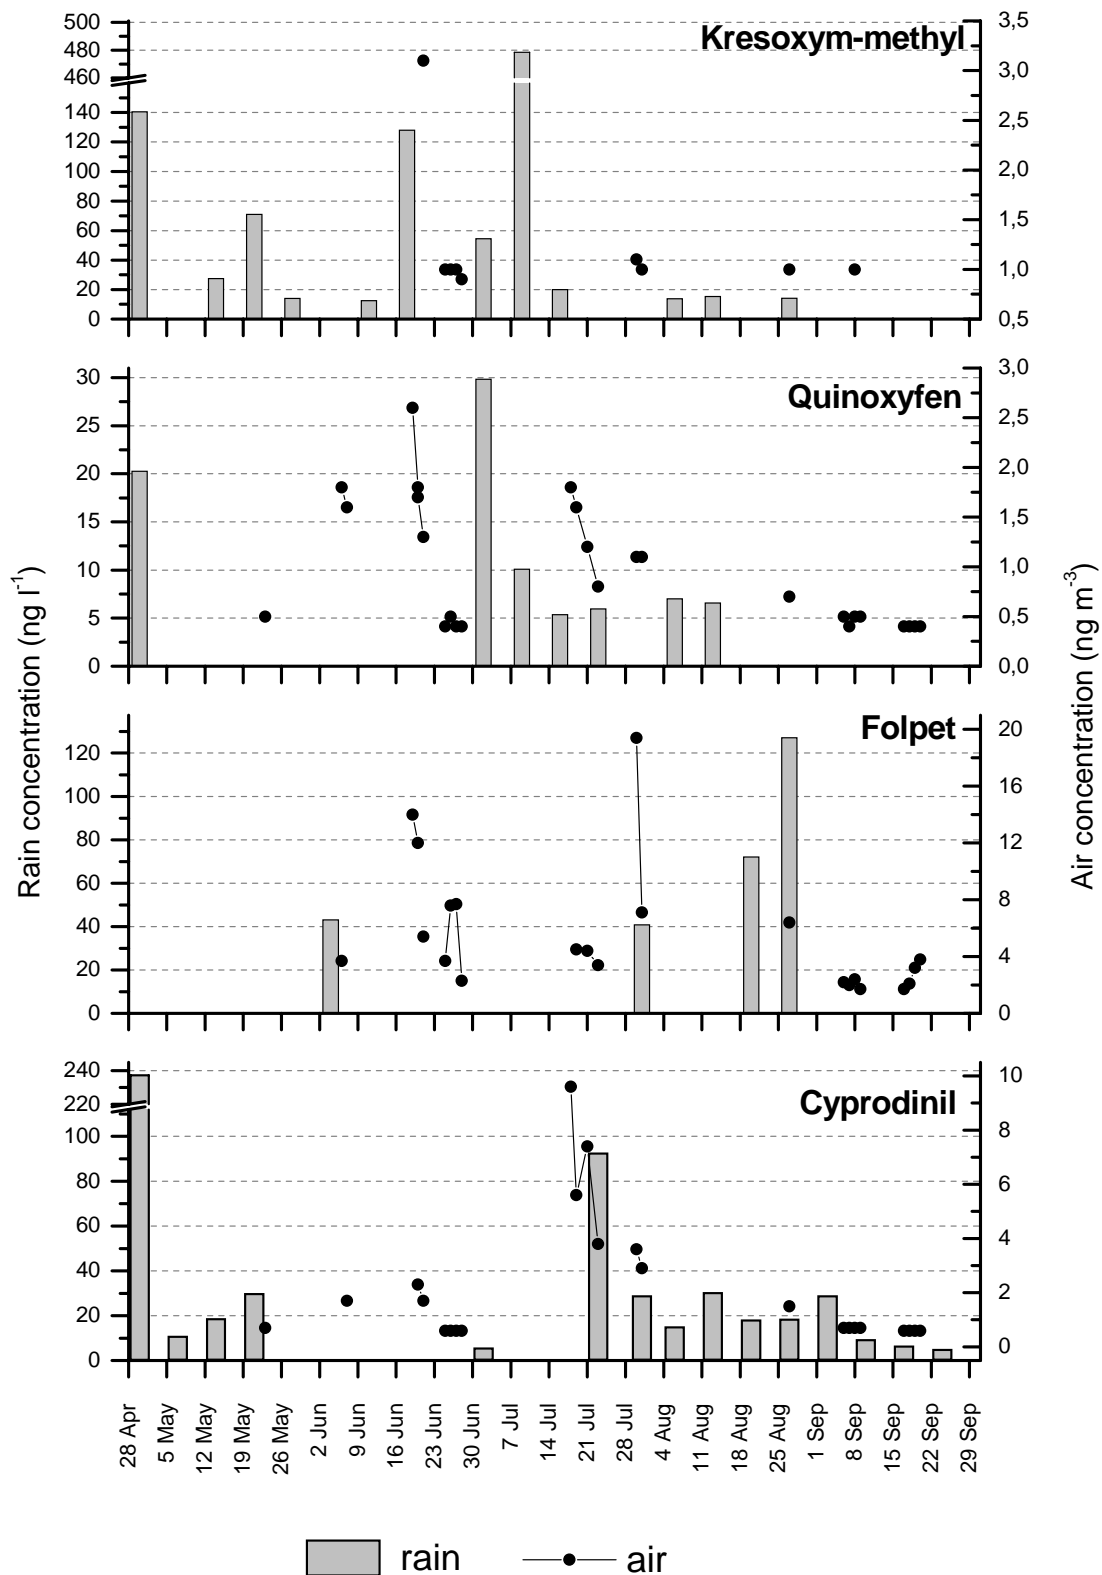 Kresoxym-methyl
500
480
460
140
120
100
80
60
40
20
0
3,5
3,0
2,5
2,0
1,5
1,0
0,5
Quinoxyfen
30
25
20
15
10
5
0
3,0
2,5
2,0
1,5
1,0
0,5
0,0
Rain concentration (ng l-1)
Air concentration (ng m-3)
Folpet
120
100
80
60
40
20
0
20
16
12
8
4
0
Cyprodinil
240
220
100
80
60
40
20
0
10
8
6
4
2
0
28 Apr
5 May
12 May
19 May
26 May
2 Jun
9 Jun
16 Jun
23 Jun
30 Jun
7 Jul
14 Jul
21 Jul
28 Jul
4 Aug
11 Aug
18 Aug
25 Aug
1 Sep
8 Sep
15 Sep
22 Sep
29 Sep
rain
air